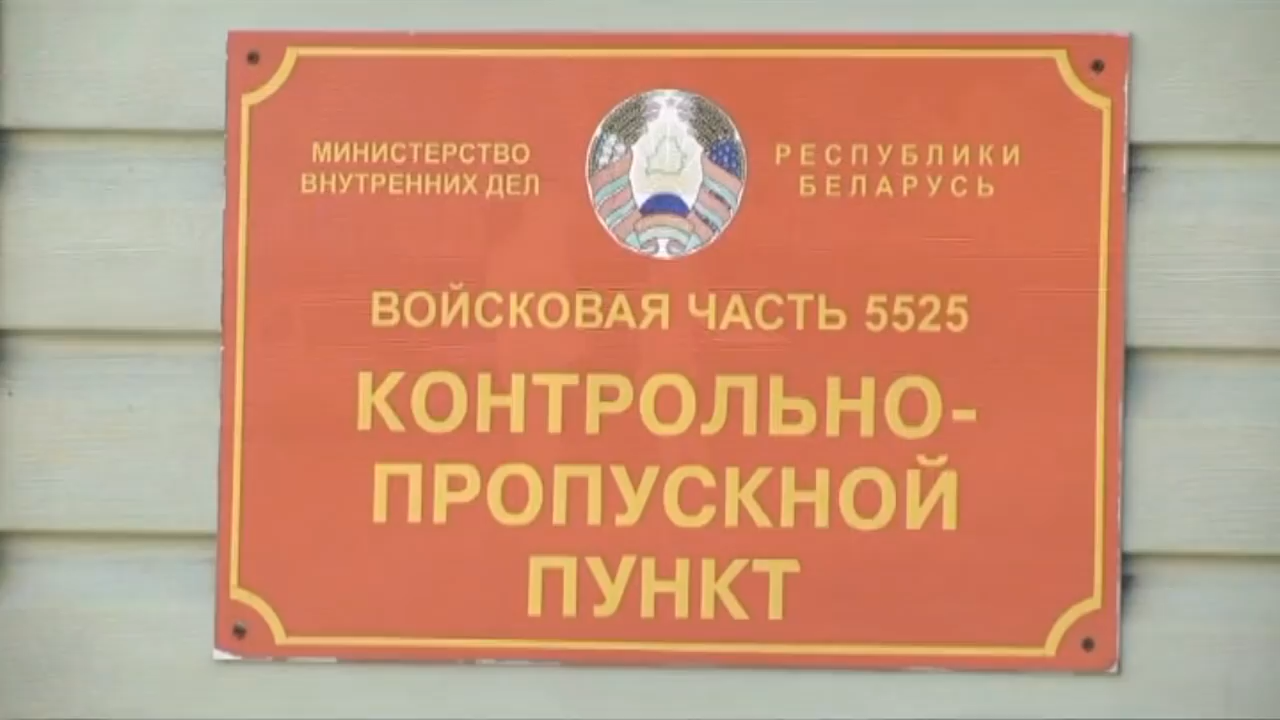 МИНИСТЕРСТВО
ВНУТРЕННИХ ДЕЛ
РЕСПУБЛИКИ
БЕЛАРУСЬ
ВОЙСКОВАЯ ЧАСТЬ 5525
КОНТРОЛЬНО-
ПРОПУСКНОЙ
ПУНКТ